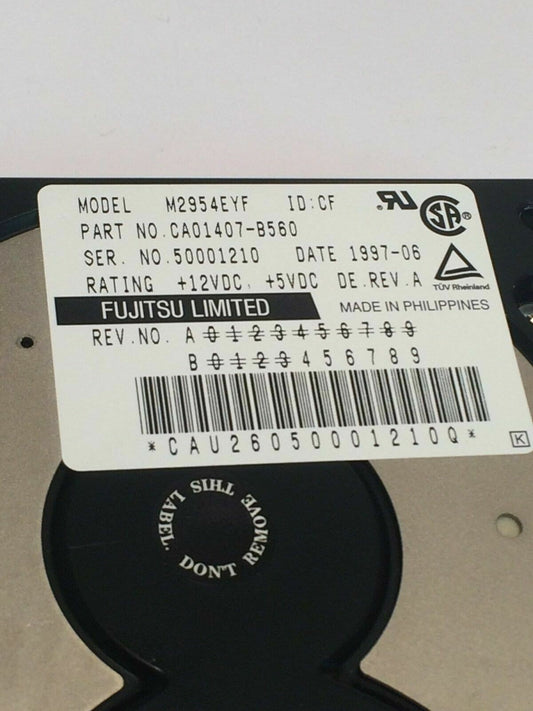 MODEL M2954EYF ID:CF
PART NO.CA01407-B560
SER. NO.50001210 DATE 1997-06
RATING +12VDC, +5VDC DE.REV.A
SA ®
TÜV Rheinland
FUJITSU LIMITED MADE IN PHILIPPINES
REV.NO. A 0 1 2 3 4 5 6 7 8 9
B 0 1 2 3 4 5 6 7 8 9
*CAU260500001210Q*
K
DON'T REMOVE THIS LABEL.